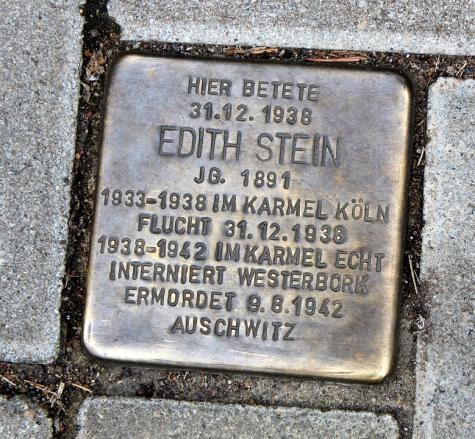 HIER BETETE
31.12.1938
EDITH STEIN
JG. 1891
1933-1938 IM KARMEL KÖLN
FLUCHT 31.12.1938
1938-1942 IM KARMEL ECHT
INTERNIERT WESTERBORK
ERMORDET 9.8.1942
AUSCHWITZ